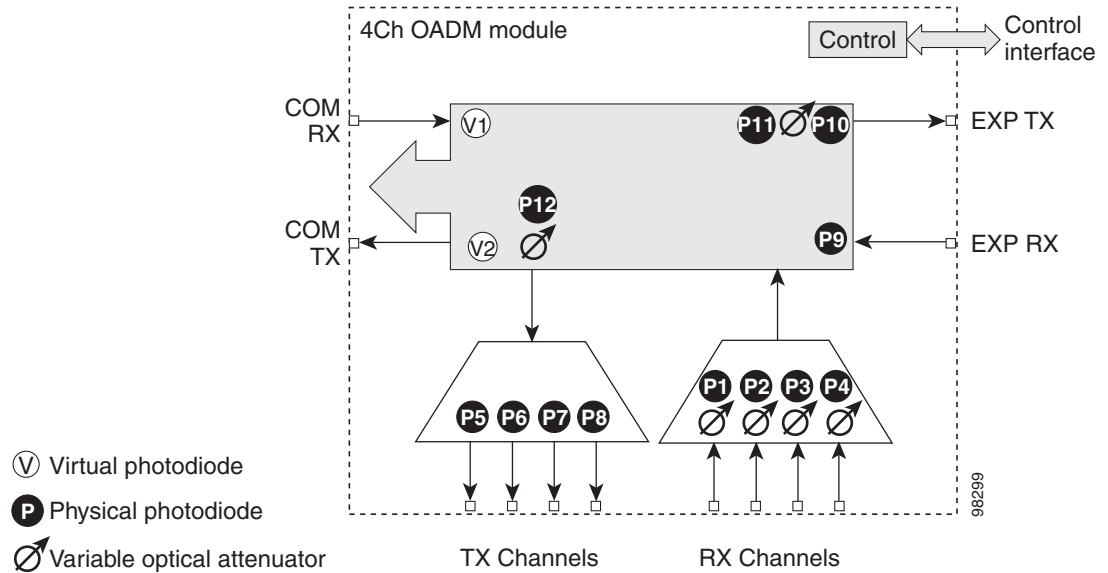 4Ch OADM module
Control
Control
interface
COM
RX
V1
P11
P10
EXP TX
P12
COM
TX
V2
P9
EXP RX
P1
P2
P3
P4
P5
P6
P7
P8
V Virtual photodiode
P Physical photodiode
Variable optical attenuator
TX Channels
RX Channels
98299